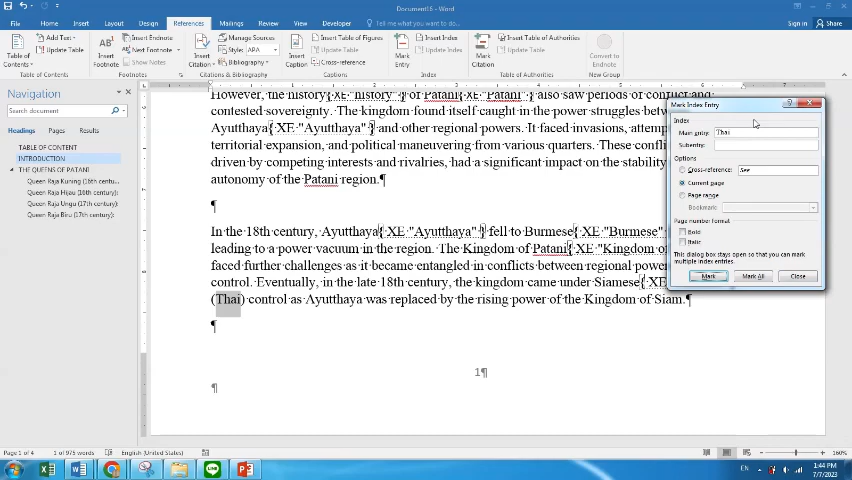 Document16 - Word
Sign in
Share
File
Home
Insert
Layout
Design
References
Mailings
Review
View
Developer
Tell me what you want to do
Table of Contents
Add Text
Update Table
Table of Contents
Insert Footnote
Insert Endnote
Next Footnote
Show Notes
Footnotes
Insert Citation
Manage Sources
Style: APA
Bibliography
Citations & Bibliography
Insert Caption
Insert Table of Figures
Update Table
Cross-reference
Captions
Mark Entry
Insert Index
Update Index
Index
Mark Citation
Insert Table of Authorities
Update Table
Table of Authorities
Convert to Endnote
New Group
Navigation
Search document
Headings
Pages
Results
TABLE OF CONTENT
INTRODUCTION
THE QUEENS OF PATANI
Queen Raja Kuning (16th centu...
Queen Raja Hijau (16th century...
Queen Raja Ungu (17th century):
Queen Raja Biru (17th century)
However, the history{ XE "history" } of Patani{ XE "Patani" } also saw periods of conflict and
contested sovereignty. The kingdom found itself caught in the power struggles between
Ayutthaya{ XE "Ayutthaya" } and other regional powers. It faced invasions, attemp
territorial expansion, and political maneuvering from various quarters. These confli
driven by competing interests and rivalries, had a significant impact on the stability
autonomy of the Patani region.¶
¶
In the 18th century, Ayutthaya{ XE "Ayutthaya" } fell to Burmese{ XE "Burmese"
leading to a power vacuum in the region. The Kingdom of Patani{ XE "Kingdom of
faced further challenges as it became entangled in conflicts between regional power
control. Eventually, in the late 18th century, the kingdom came under Siamese{ XE
(Thai) control as Ayutthaya was replaced by the rising power of the Kingdom of Siam.¶
¶
1¶
¶
Mark Index Entry
Index
Main entry: Thai
Subentry:
Options
Cross-reference: See
Current page
Page range
Bookmark:
Page number format
Bold
Italic
This dialog box stays open so that you can mark
multiple index entries.
Mark
Mark All
Close
Page 1 of 4
9 of 975 words
English (United States)
160%
EN
1:44 PM
7/7/2023